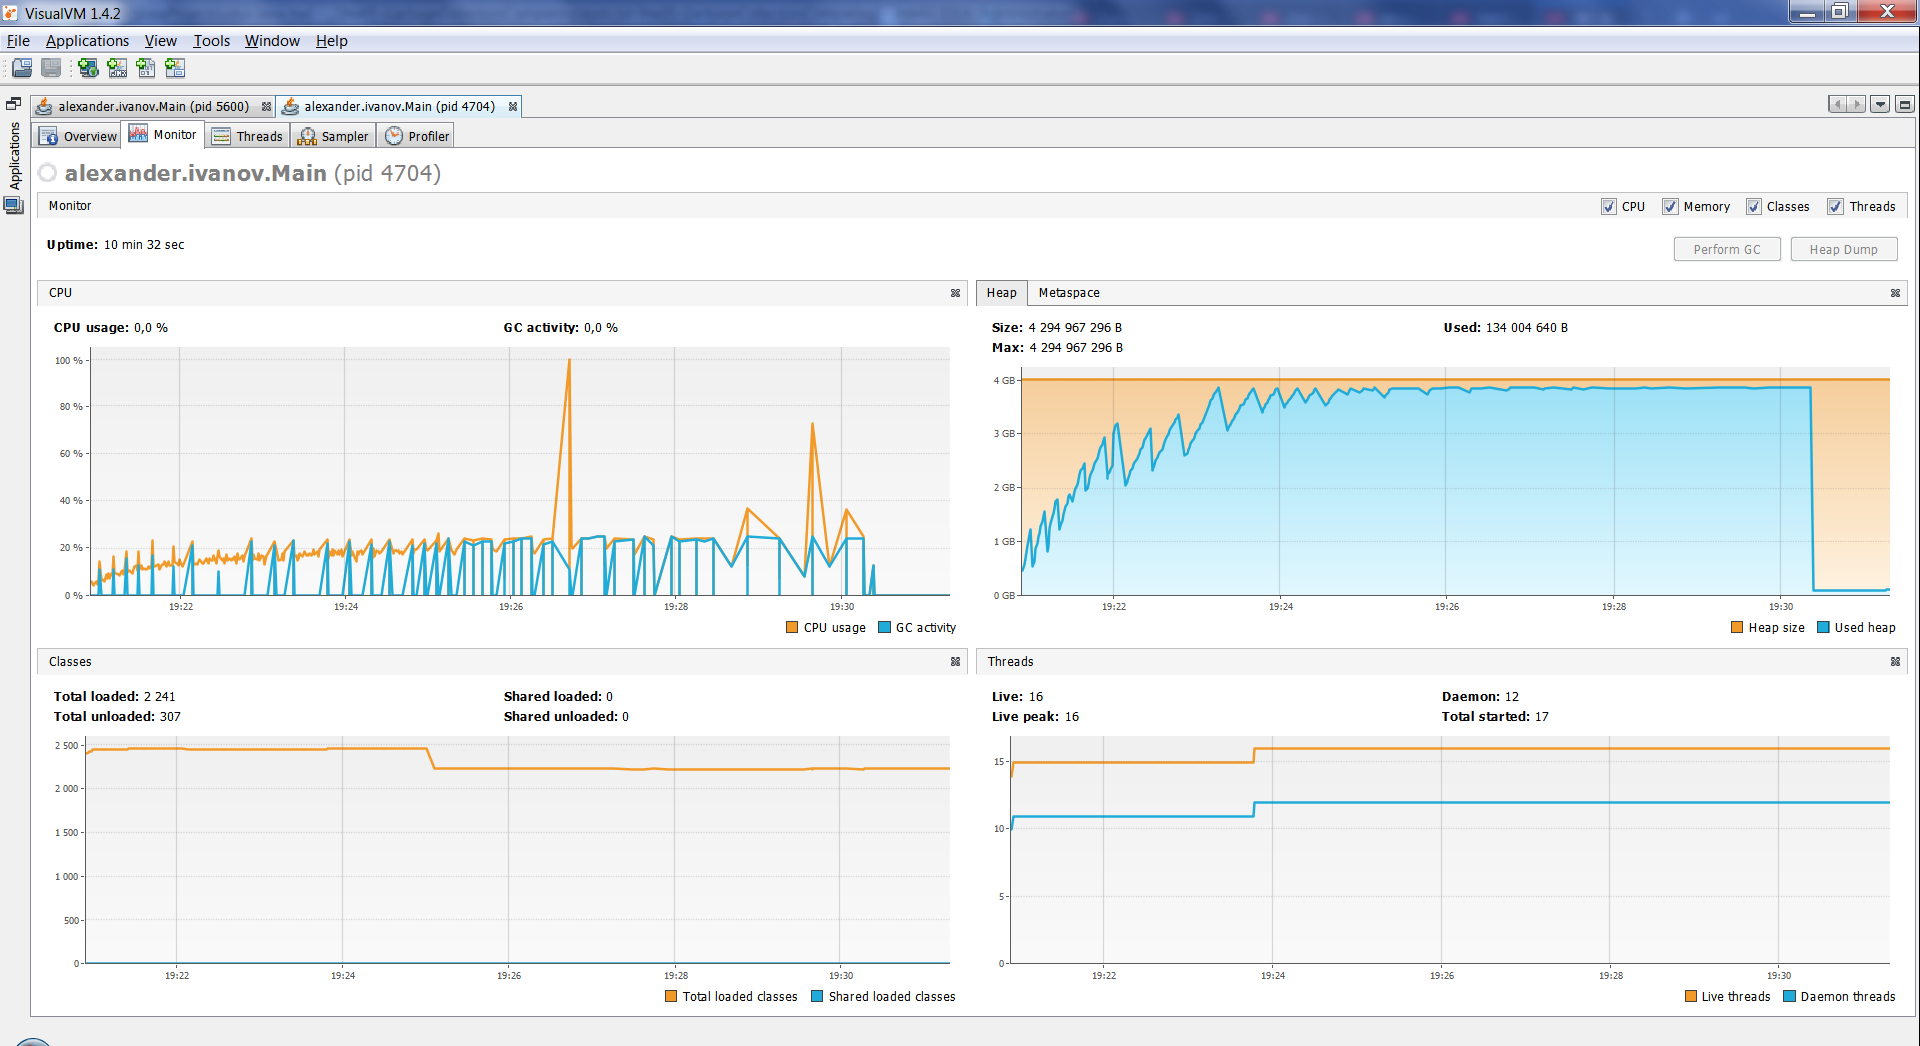 VisualVM 1.4.2
File Applications View Tools Window Help
Applications
alexander.ivanov.Main (pid 5600) alexander.ivanov.Main (pid 4704)
Overview Monitor Threads Sampler Profiler
alexander.ivanov.Main (pid 4704)
Monitor CPU Memory Classes Threads
Uptime: 10 min 32 sec
Perform GC Heap Dump
CPU
CPU usage: 0,0 % GC activity: 0,0 %
100 %
80 %
60 %
40 %
20 %
0 %
19:22 19:24 19:26 19:28 19:30
CPU usage GC activity
Heap Metaspace
Size: 4 294 967 296 B Used: 134 004 640 B
Max: 4 294 967 296 B
4 GB
3 GB
2 GB
1 GB
0 GB
19:22 19:24 19:26 19:28 19:30
Heap size Used heap
Classes
Total loaded: 2 241 Shared loaded: 0
Total unloaded: 307 Shared unloaded: 0
2 500
2 000
1 500
1 000
500
0
19:22 19:24 19:26 19:28 19:30
Total loaded classes Shared loaded classes
Threads
Live: 16 Daemon: 12
Live peak: 16 Total started: 17
15
10
5
0
19:22 19:24 19:26 19:28 19:30
Live threads Daemon threads